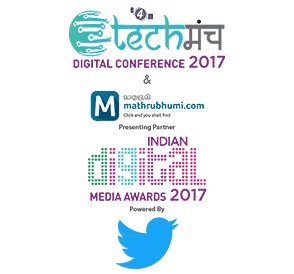 techमंच
DIGITAL CONFERENCE 2017
&
M
മാതൃഭൂമി
mathrubhumi.com
Click and you shall find
Presenting Partner
INDIAN
digital
MEDIA AWARDS 2017
Powered By